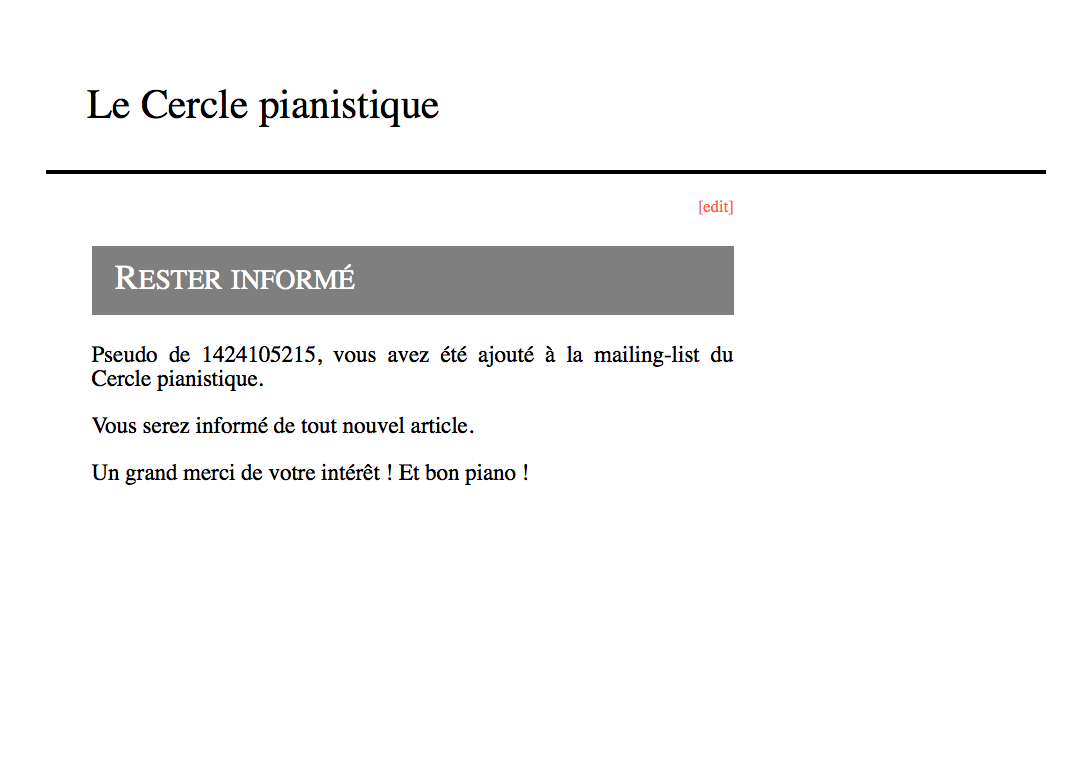 Le Cercle pianistique
[edit]
RESTER INFORMÉ
Pseudo de 1424105215, vous avez été ajouté à la mailing-list du
Cercle pianistique.
Vous serez informé de tout nouvel article.
Un grand merci de votre intérêt ! Et bon piano !